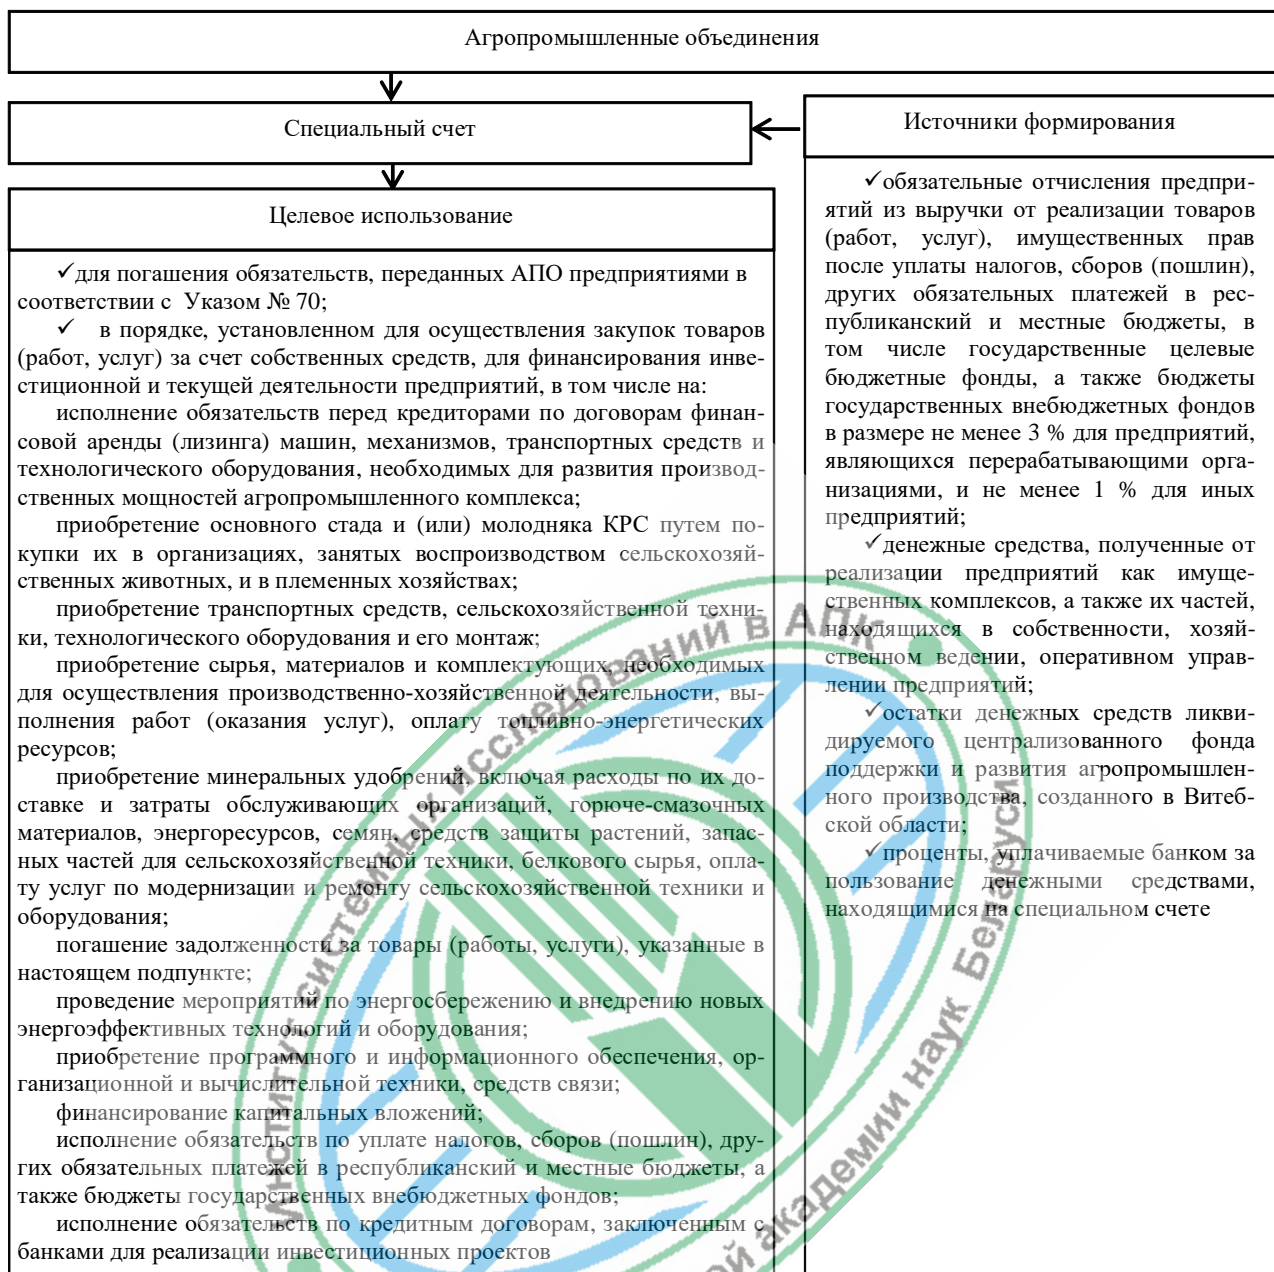 Агропромышленные объединения
Специальный счет
Целевое использование
✓для погашения обязательств, переданных АПО предприятиями в
соответствии с Указом № 70;
✓ в порядке, установленном для осуществления закупок товаров
(работ, услуг) за счет собственных средств, для финансирования инве-
стиционной и текущей деятельности предприятий, в том числе на:
исполнение обязательств перед кредиторами по договорам финан-
совой аренды (лизинга) машин, механизмов, транспортных средств и
технологического оборудования, необходимых для развития производ-
ственных мощностей агропромышленного комплекса;
приобретение основного стада и (или) молодняка КРС путем по-
купки их в организациях, занятых воспроизводством сельскохозяй-
ственных животных, и в племенных хозяйствах;
приобретение транспортных средств, сельскохозяйственной техни-
ки, технологического оборудования и его монтаж;
приобретение сырья, материалов и комплектующих, необходимых
для осуществления производственно-хозяйственной деятельности, вы-
полнения работ (оказания услуг), оплату топливно-энергетических
ресурсов;
приобретение минеральных удобрений, включая расходы по их до-
ставке и затраты обслуживающих организаций, горюче-смазочных
материалов, энергоресурсов, семян, средств защиты растений, запас-
ных частей для сельскохозяйственной техники, белкового сырья, опла-
ту услуг по модернизации и ремонту сельскохозяйственной техники и
оборудования;
погашение задолженности за товары (работы, услуги), указанные в
настоящем подпункте;
проведение мероприятий по энергосбережению и внедрению новых
энергоэффективных технологий и оборудования;
приобретение программного и информационного обеспечения, ор-
ганизационной и вычислительной техники, средств связи;
финансирование капитальных вложений;
исполнение обязательств по уплате налогов, сборов (пошлин), дру-
гих обязательных платежей в республиканский и местные бюджеты, а
также бюджеты государственных внебюджетных фондов;
исполнение обязательств по кредитным договорам, заключенным с
банками для реализации инвестиционных проектов
Источники формирования
✓обязательные отчисления предпри-
ятий из выручки от реализации товаров
(работ, услуг), имущественных прав
после уплаты налогов, сборов (пошлин),
других обязательных платежей в рес-
публиканский и местные бюджеты, в
том числе государственные целевые
бюджетные фонды, а также бюджеты
государственных внебюджетных фондов
в размере не менее 3 % для предприятий,
являющихся перерабатывающими орга-
низациями, и не менее 1 % для иных
предприятий;
✓денежные средства, полученные от
реализации предприятий как имуще-
ственных комплексов, а также их частей,
находящихся в собственности, хозяй-
ственном ведении, оперативном управ-
лении предприятий;
✓остатки денежных средств ликви-
дируемого централизованного фонда
поддержки и развития агропромышлен-
ного производства, созданного в Витеб-
ской области;
✓проценты, уплачиваемые банком за
пользование денежными средствами,
находящимися на специальном счете
Институт системных исследований в АПК
академии наук Беларуси